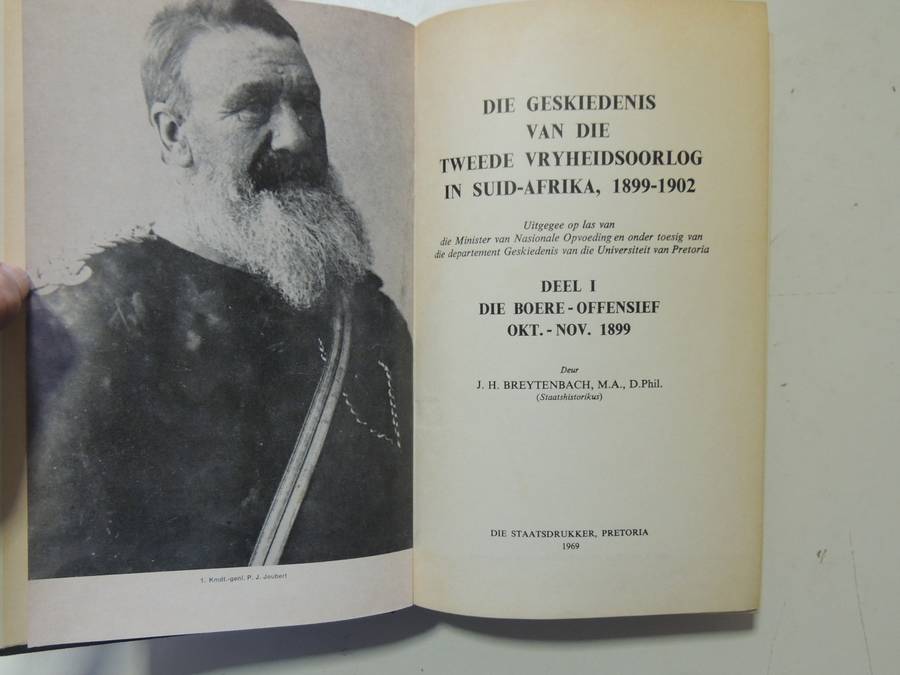 1. Kmdt.-genl. P. J. Joubert
DIE GESKIEDENIS
VAN DIE
TWEEDE VRYHEIDSOORLOG
IN SUID-AFRIKA, 1899-1902
Uitgegee op las van
die Minister van Nasionale Opvoeding en onder toesig van
die departement Geskiedenis van die Universiteit van Pretoria
DEEL I
DIE BOERE-OFFENSIEF
OKT.-NOV. 1899
Deur
J. H. BREYTENBACH, M.A., D.Phil.
(Staatshistorikus)
DIE STAATSDRUKKER, PRETORIA
1969